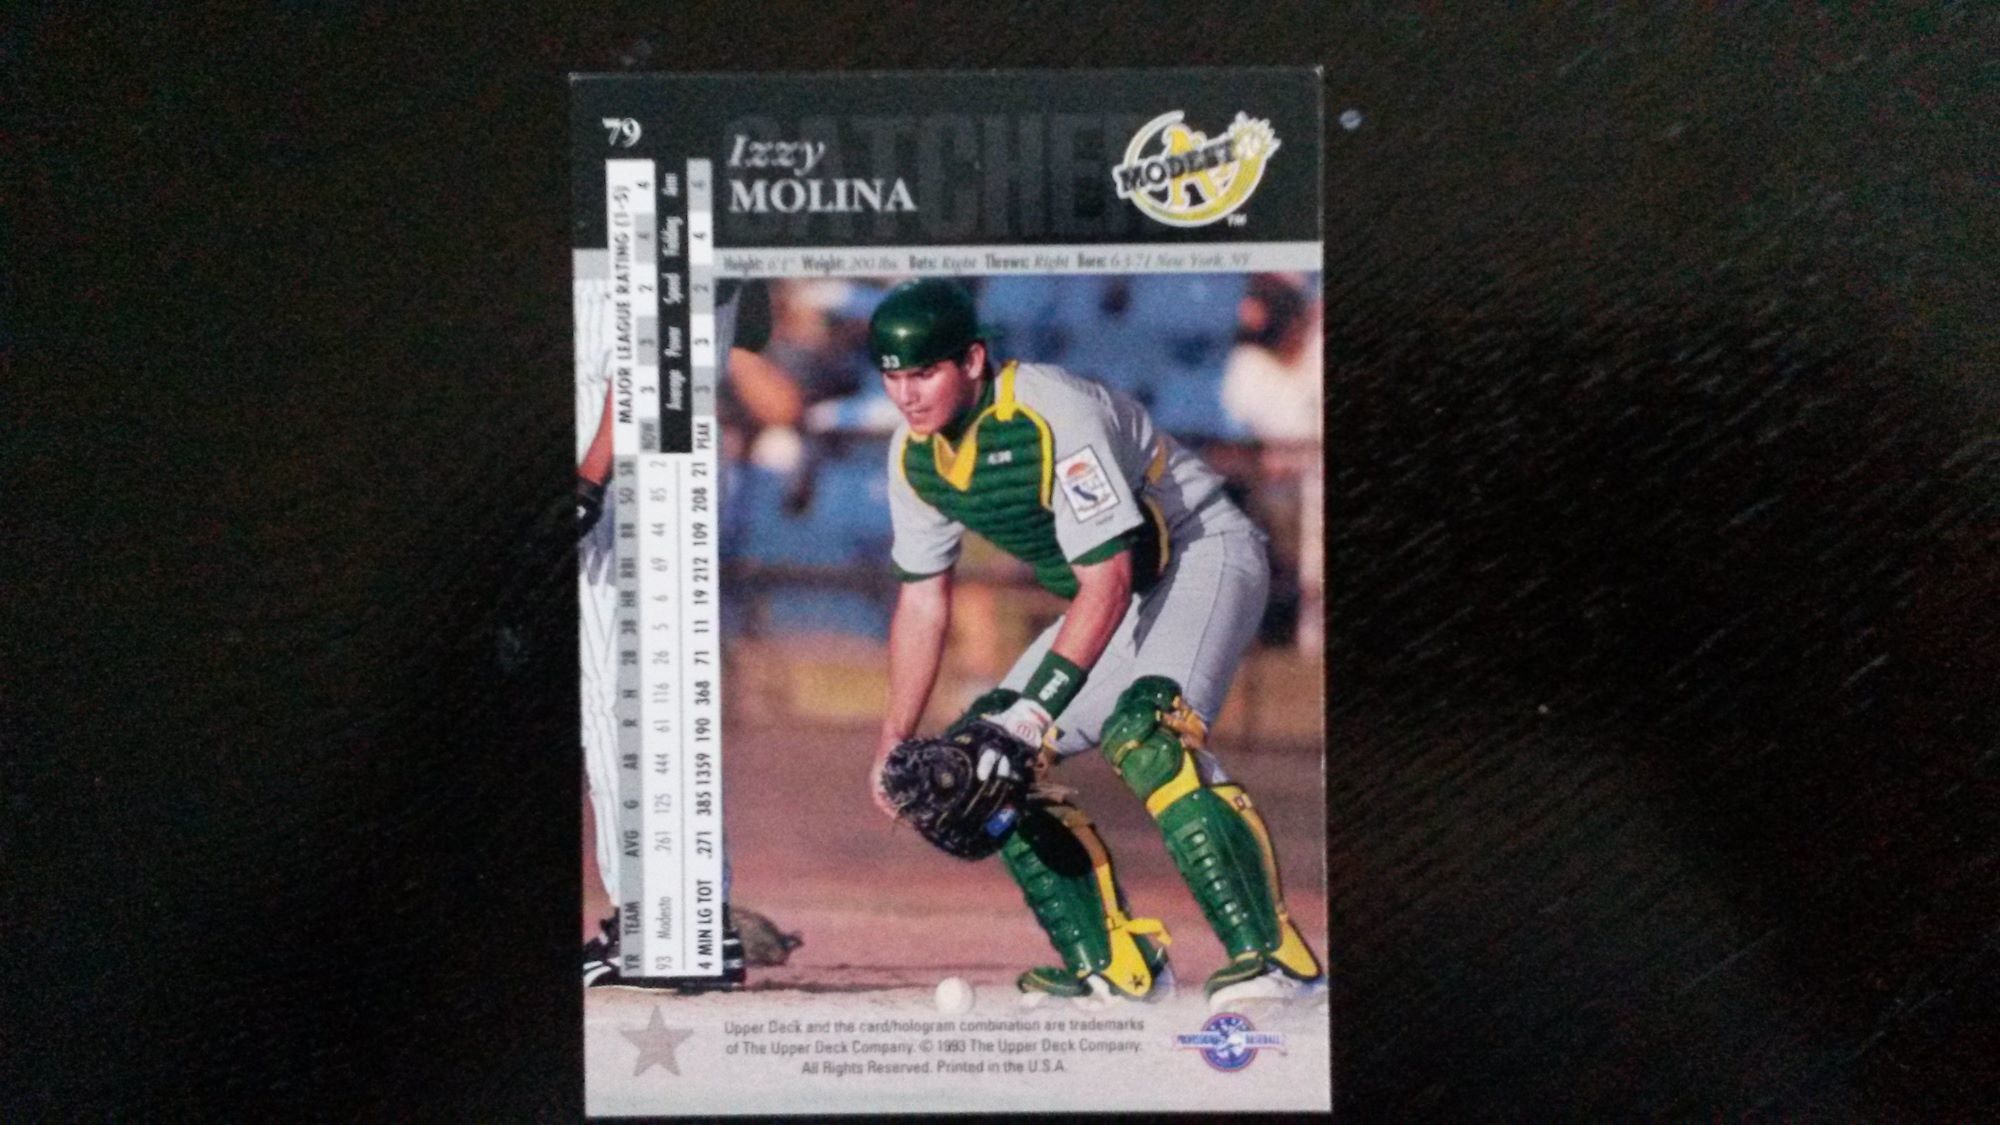 79
Izzy
MOLINA
CATCHER
MODESTO
A's
TM
Height: 6'1" Weight: 200 lbs. Bats: Right Throws: Right Born: 6-3-71 New York, NY
MAJOR LEAGUE RATING (1-5)
NOW 3 3 2 4 4
Average Power Speed Fielding Arm
PEAK 3 3 2 4 4
YR TEAM AVG G AB R H 2B 3B HR RBI BB SO SB
93 Modesto .261 125 444 61 116 26 5 6 69 44 85 2
4 MIN LG TOT .271 385 1359 190 368 71 11 19 212 109 208 21
33
Upper Deck and the card/hologram combination are trademarks
of The Upper Deck Company. © 1993 The Upper Deck Company.
All Rights Reserved. Printed in the U.S.A.
PROFESSIONAL BASEBALL